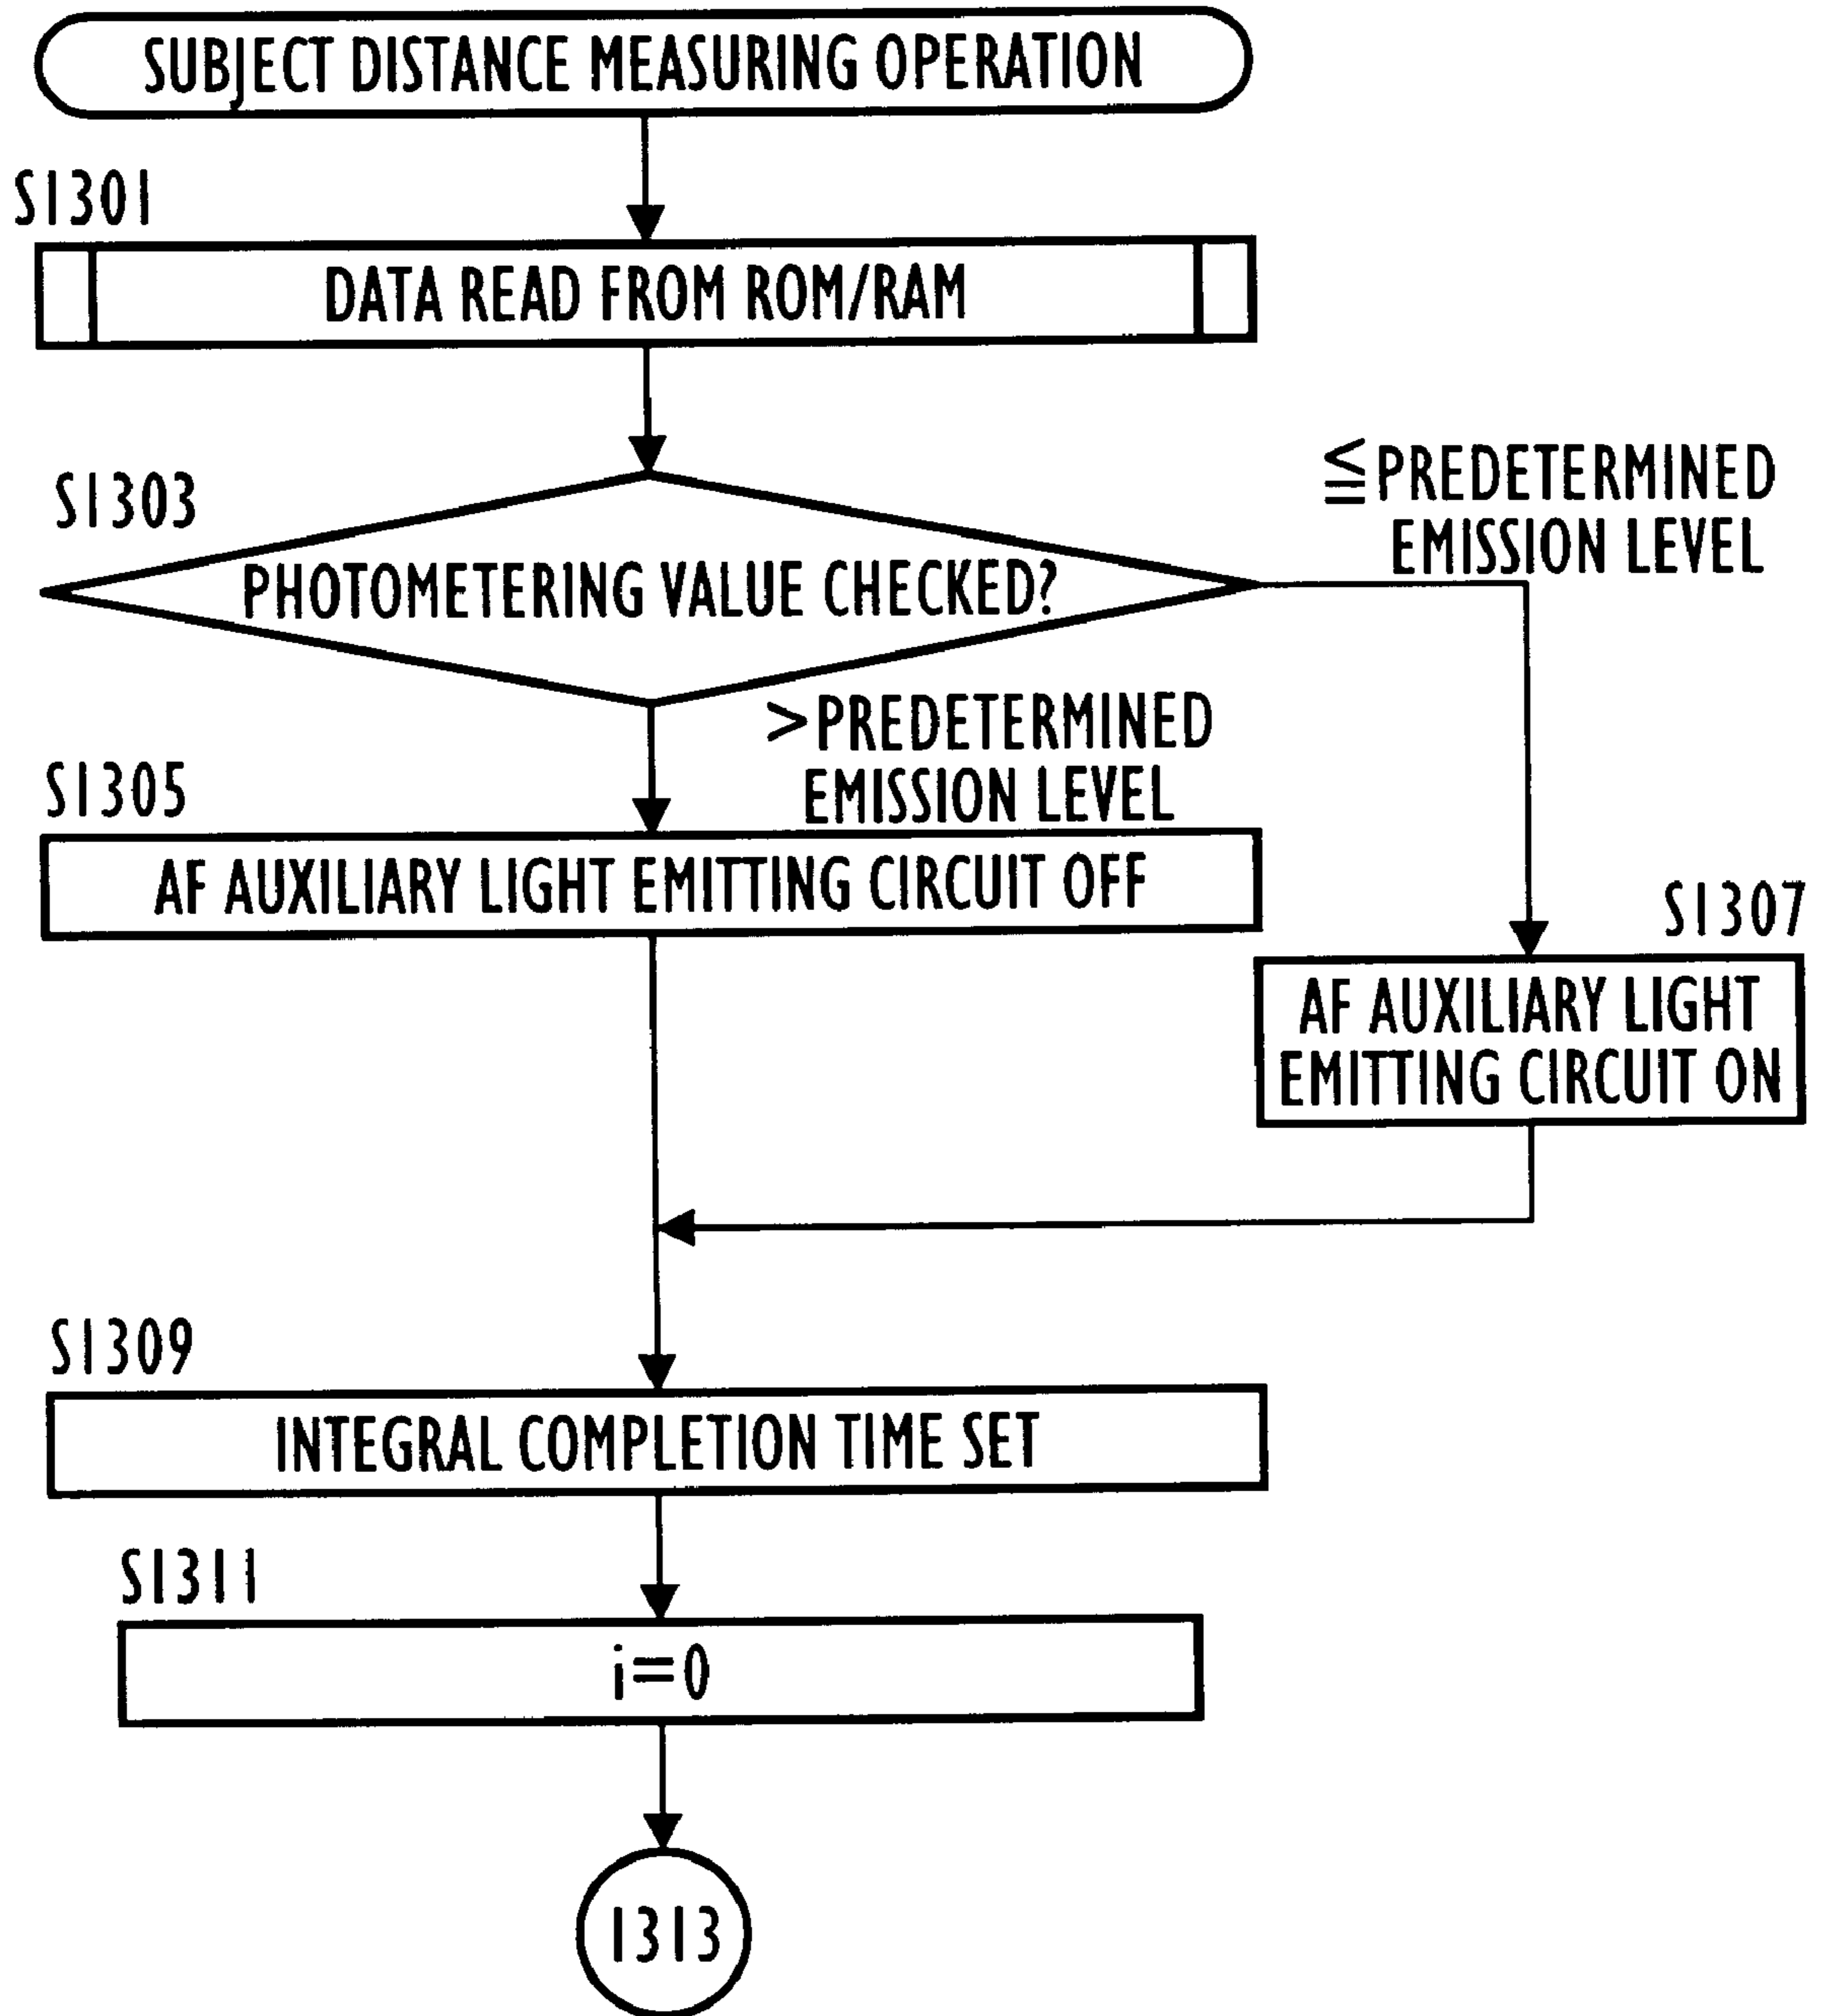 SUBJECT DISTANCE MEASURING OPERATION
S1301
DATA READ FROM ROM/RAM
S1303
PHOTOMETERING VALUE CHECKED?
≦PREDETERMINED
EMISSION LEVEL
>PREDETERMINED
EMISSION LEVEL
S1305
AF AUXILIARY LIGHT EMITTING CIRCUIT OFF
S1307
AF AUXILIARY LIGHT
EMITTING CIRCUIT ON
S1309
INTEGRAL COMPLETION TIME SET
S1311
i=0
1313